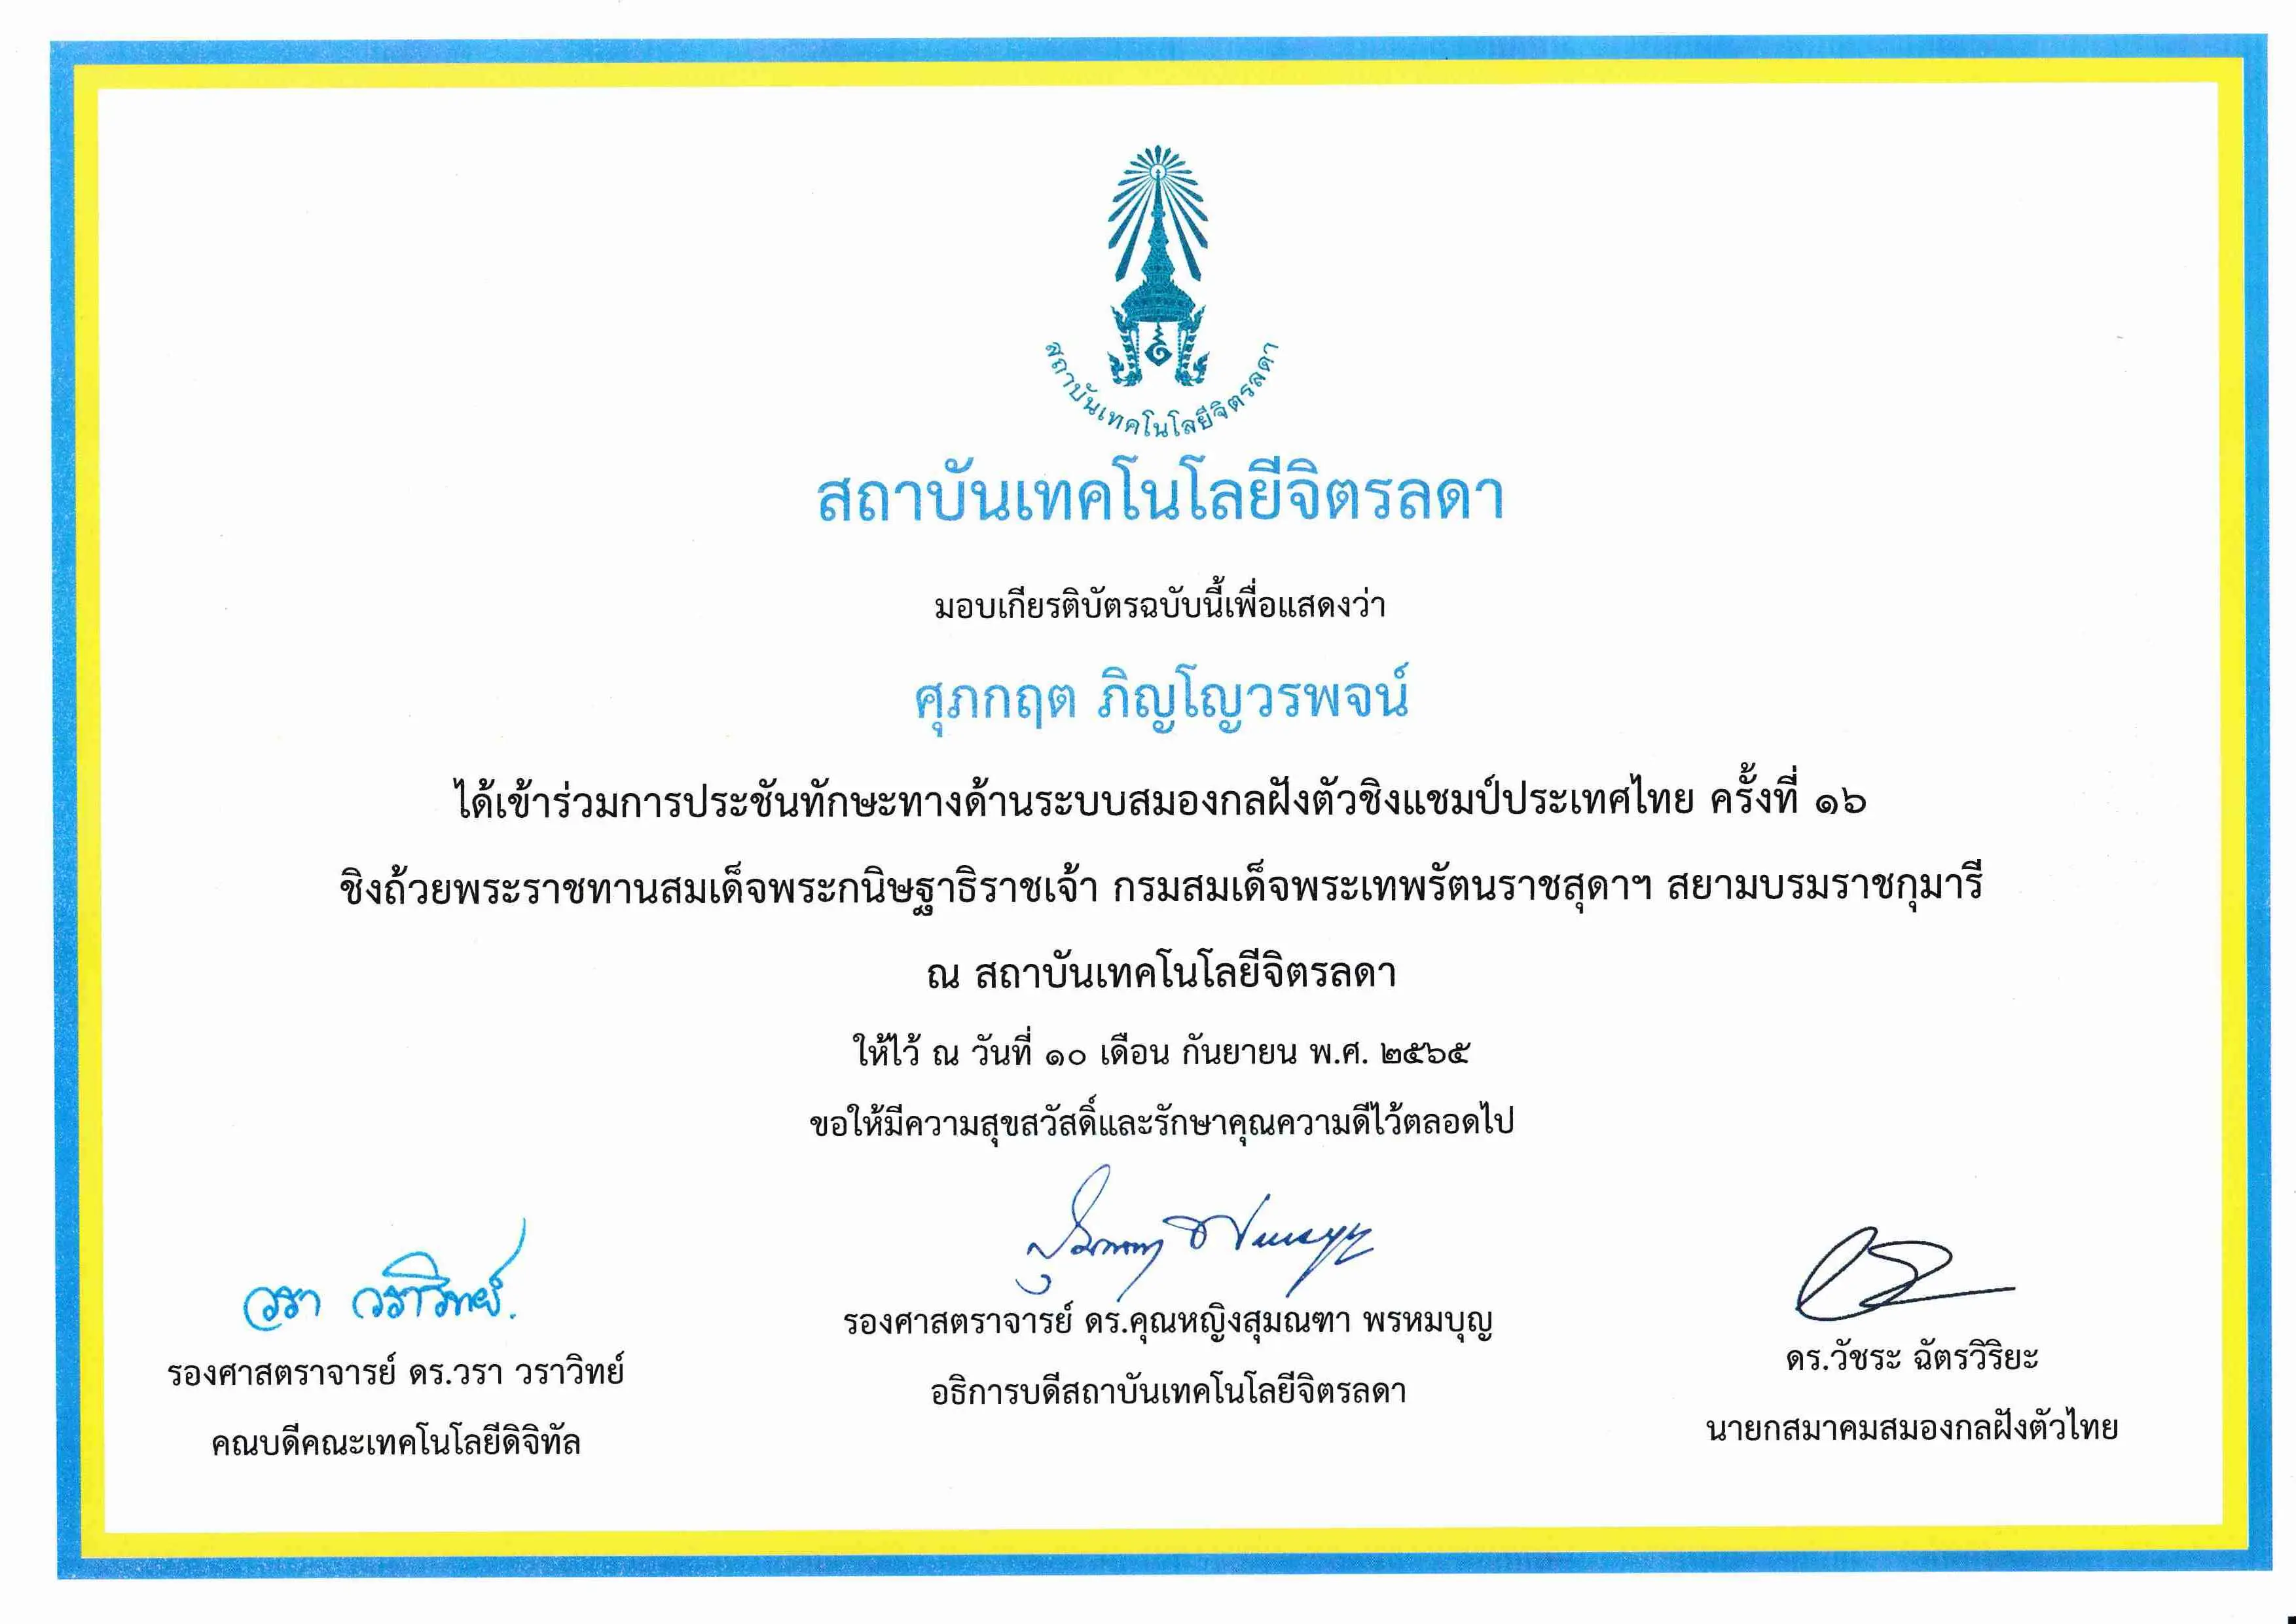 สถาบันเทคโนโลยีจิตรลดา
สถาบันเทคโนโลยีจิตรลดา
มอบเกียรติบัตรฉบับนี้เพื่อแสดงว่า
ศุภกฤต ภิญโญวรพจน์
ได้เข้าร่วมการประชันทักษะทางด้านระบบสมองกลฝังตัวชิงแชมป์ประเทศไทย ครั้งที่ ๑๖
ชิงถ้วยพระราชทานสมเด็จพระกนิษฐาธิราชเจ้า กรมสมเด็จพระเทพรัตนราชสุดาฯ สยามบรมราชกุมารี
ณ สถาบันเทคโนโลยีจิตรลดา
ให้ไว้ ณ วันที่ ๑๐ เดือน กันยายน พ.ศ. ๒๕๖๕
ขอให้มีความสุขสวัสดิ์และรักษาคุณความดีไว้ตลอดไป
วรา วราวิทย์
รองศาสตราจารย์ ดร.วรา วราวิทย์
คณบดีคณะเทคโนโลยีดิจิทัล
รองศาสตราจารย์ ดร.คุณหญิงสุมณฑา พรหมบุญ
อธิการบดีสถาบันเทคโนโลยีจิตรลดา
ดร.วัชระ ฉัตรวิริยะ
นายกสมาคมสมองกลฝังตัวไทย